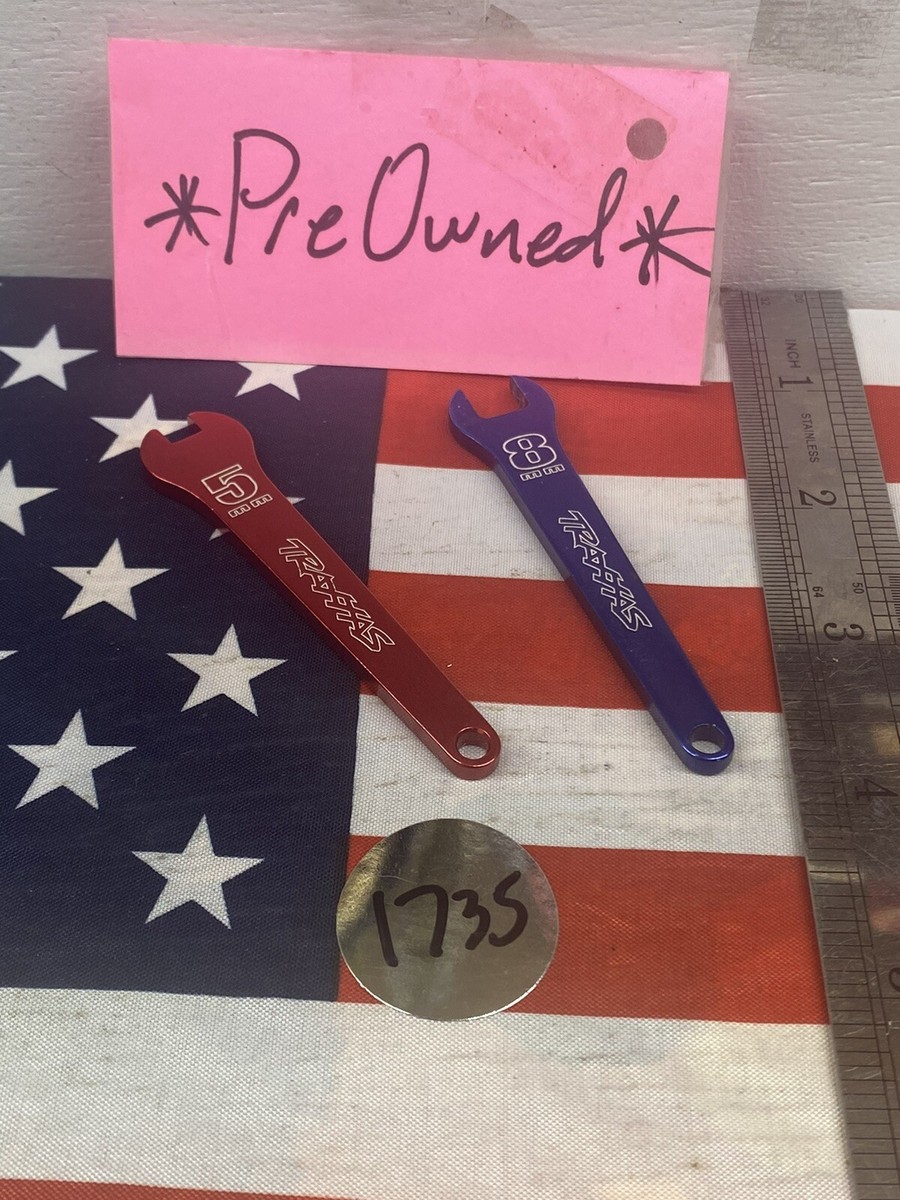 *PreOwned*
5
mm
TRAXXAS
8
mm
TRAXXAS
INCH
1
STAINLESS
2
64
50
3
4
1735